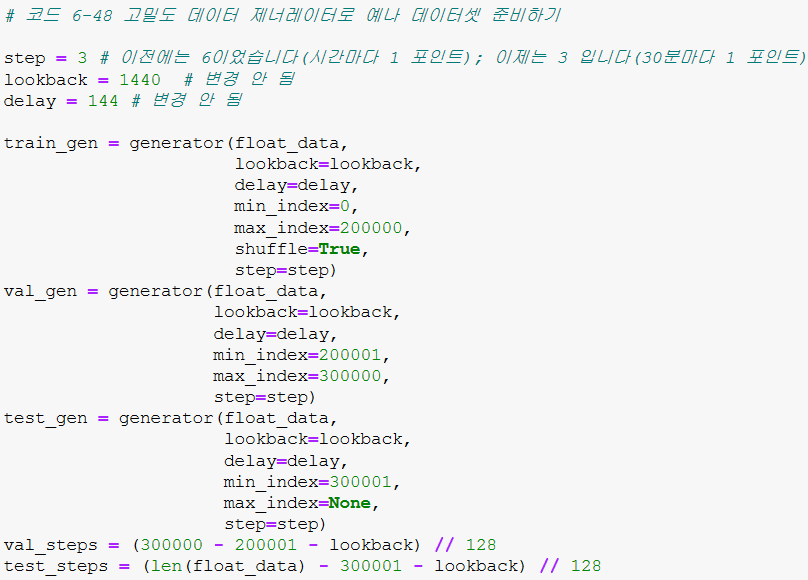 # 코드 6-48 고밀도 데이터 제너레이터로 예나 데이터셋 준비하기
step = 3 # 이전에는 6이었습니다(시간마다 1 포인트); 이제는 3 입니다(30분마다 1 포인트)
lookback = 1440  # 변경 안 됨
delay = 144 # 변경 안 됨
train_gen = generator(float_data,
lookback=lookback,
delay=delay,
min_index=0,
max_index=200000,
shuffle=True,
step=step)
val_gen = generator(float_data,
lookback=lookback,
delay=delay,
min_index=200001,
max_index=300000,
step=step)
test_gen = generator(float_data,
lookback=lookback,
delay=delay,
min_index=300001,
max_index=None,
step=step)
val_steps = (300000 - 200001 - lookback) // 128
test_steps = (len(float_data) - 300001 - lookback) // 128